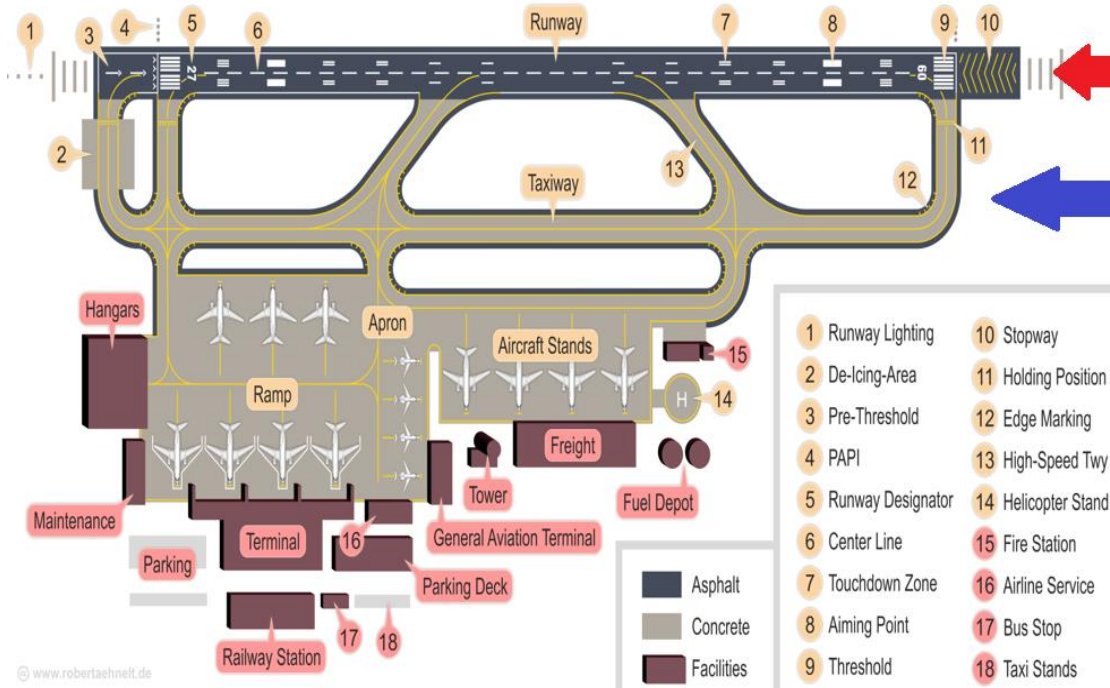 1
3
4
5
6
Runway
7
8
9
10
27
09
2
Taxiway
13
11
12
Hangars
Apron
Aircraft Stands
15
Ramp
H
14
Freight
Tower
Fuel Depot
Maintenance
Terminal
16
General Aviation Terminal
Parking
Parking Deck
Railway Station
17
18
Asphalt
Concrete
Facilities
1 Runway Lighting
2 De-Icing-Area
3 Pre-Threshold
4 PAPI
5 Runway Designator
6 Center Line
7 Touchdown Zone
8 Aiming Point
9 Threshold
10 Stopway
11 Holding Position
12 Edge Marking
13 High-Speed Twy
14 Helicopter Stand
15 Fire Station
16 Airline Service
17 Bus Stop
18 Taxi Stands
www.robertaehnelt.de